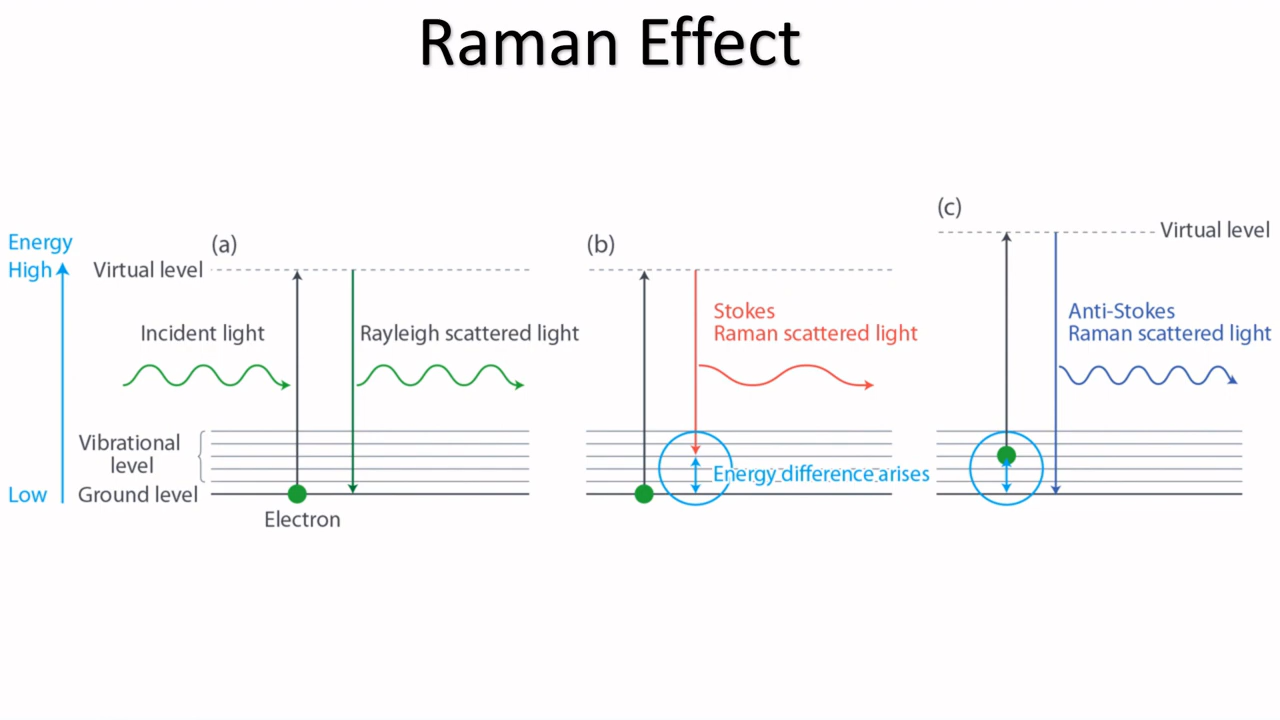 Raman Effect
Energy
High
Low
(a)
Virtual level
Incident light
Rayleigh scattered light
Vibrational
level
Ground level
Electron
(b)
Stokes
Raman scattered light
Energy difference arises
(c)
Virtual level
Anti-Stokes
Raman scattered light